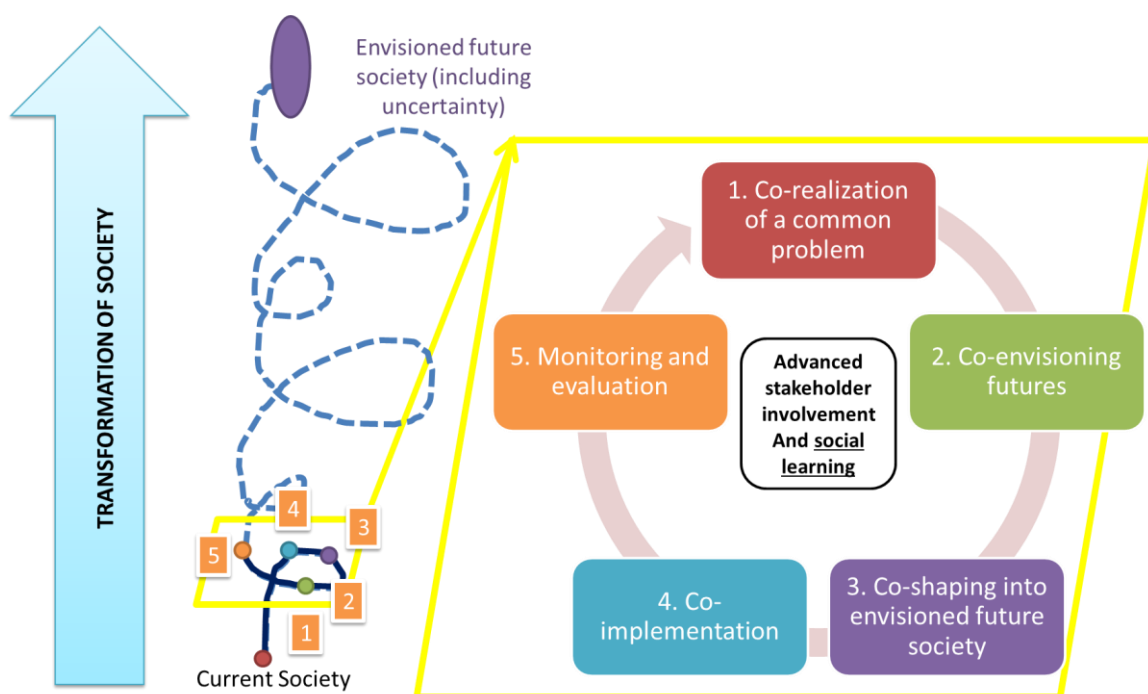 TRANSFORMATION OF SOCIETY
Envisioned future
society (including
uncertainty)
4
3
5
2
1
Current Society
1. Co-realization
of a common
problem
2. Co-envisioning
futures
3. Co-shaping into
envisioned future
society
4. Co-
implementation
5. Monitoring and
evaluation
Advanced
stakeholder
involvement
And social
learning